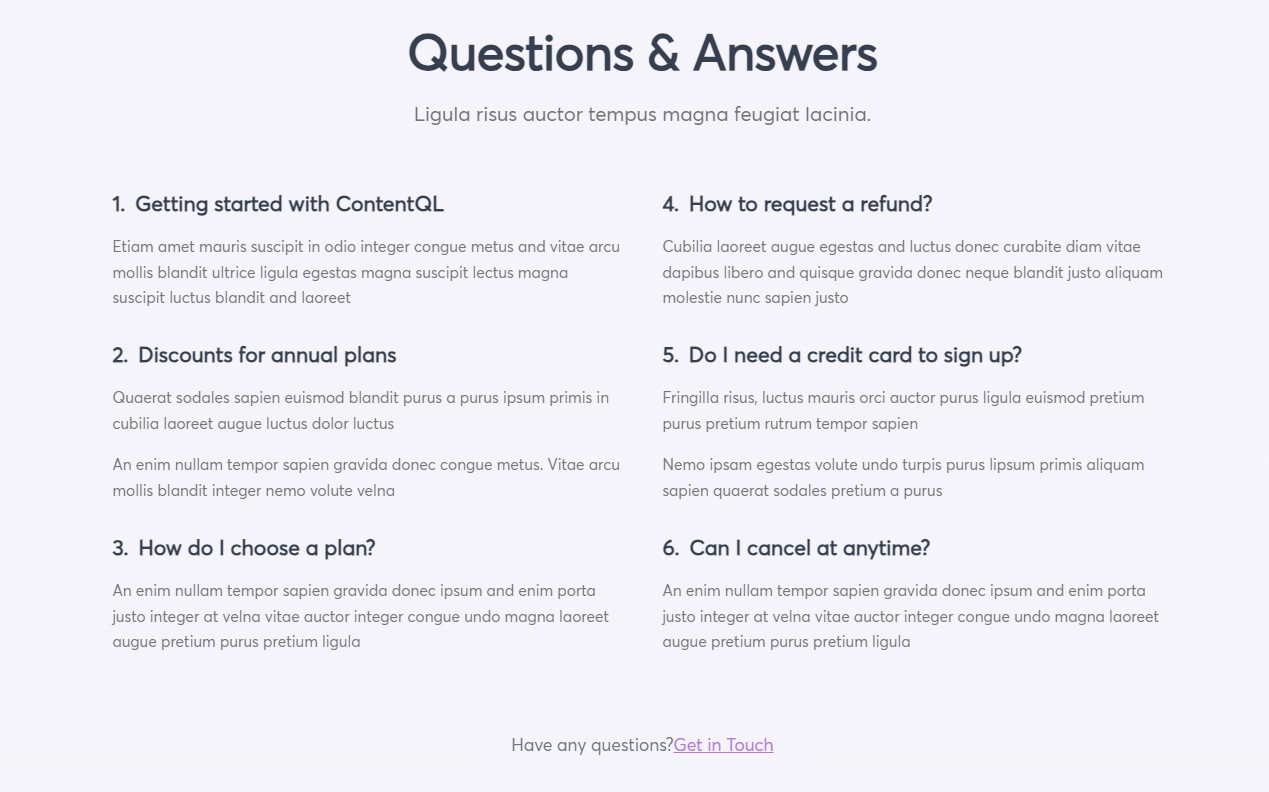 Questions & Answers
Ligula risus auctor tempus magna feugiat lacinia.
1. Getting started with ContentQL
Etiam amet mauris suscipit in odio integer congue metus and vitae arcu
mollis blandit ultrice ligula egestas magna suscipit lectus magna
suscipit luctus blandit and laoreet
2. Discounts for annual plans
Quaerat sodales sapien euismod blandit purus a purus ipsum primis in
cubilia laoreet augue luctus dolor luctus
An enim nullam tempor sapien gravida donec congue metus. Vitae arcu
mollis blandit integer nemo volute velna
3. How do I choose a plan?
An enim nullam tempor sapien gravida donec ipsum and enim porta
justo integer at velna vitae auctor integer congue undo magna laoreet
augue pretium purus pretium ligula
4. How to request a refund?
Cubilia laoreet augue egestas and luctus donec curabite diam vitae
dapibus libero and quisque gravida donec neque blandit justo aliquam
molestie nunc sapien justo
5. Do I need a credit card to sign up?
Fringilla risus, luctus mauris orci auctor purus ligula euismod pretium
purus pretium rutrum tempor sapien
Nemo ipsam egestas volute undo turpis purus lipsum primis aliquam
sapien quaerat sodales pretium a purus
6. Can I cancel at anytime?
An enim nullam tempor sapien gravida donec ipsum and enim porta
justo integer at velna vitae auctor integer congue undo magna laoreet
augue pretium purus pretium ligula
Have any questions?Get in Touch